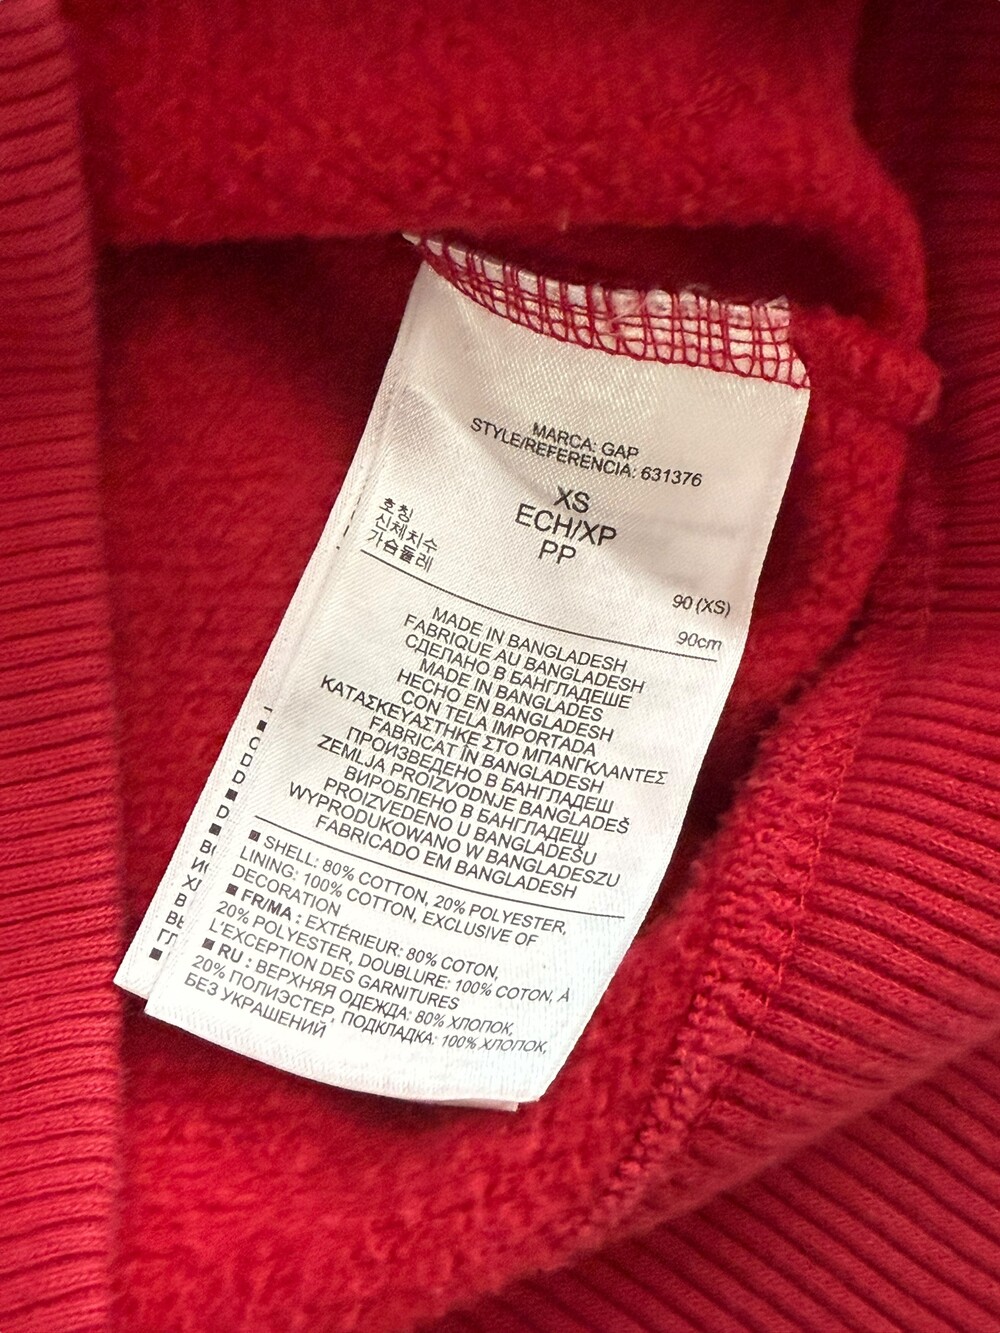 MARCA: GAP
STYLE/REFERENCIA: 631376
XS
ECH/XP
PP
호칭 90 (XS)
신체치수
가슴둘레 90cm
MADE IN BANGLADESH
FABRIQUE AU BANGLADESH
СДЕЛАНО В БАНГЛАДЕШЕ
MADE IN BANGLADÉS
HECHO EN BANGLADESH
CON TELA IMPORTADA
ΚΑΤΑΣΚΕΥΑΣΤΗΚΕ ΣΤΟ ΜΠΑΝΓΚΛΑΝΤΕΣ
FABRICAT ÎN BANGLADESH
ПРОИЗВЕДЕНО В БАНГЛАДЕШ
ZEMLJA PROIZVODNJE BANGLADEŠ
ВИРОБЛЕНО В БАНГЛАДЕШ
PROIZVEDENO U BANGLADEŠU
WYPRODUKOWANO W BANGLADESZU
FABRICADO EM BANGLADESH
■ SHELL: 80% COTTON, 20% POLYESTER,
LINING: 100% COTTON, EXCLUSIVE OF
DECORATION
■ FR/MA : EXTÉRIEUR: 80% COTON,
20% POLYESTER, DOUBLURE: 100% COTON, À
L'EXCEPTION DES GARNITURES
■ RU : ВЕРХНЯЯ ОДЕЖДА: 80% ХЛОПОК,
20% ПОЛИЭСТЕР, ПОДКЛАДКА: 100% ХЛОПОК,
БЕЗ УКРАШЕНИЙ